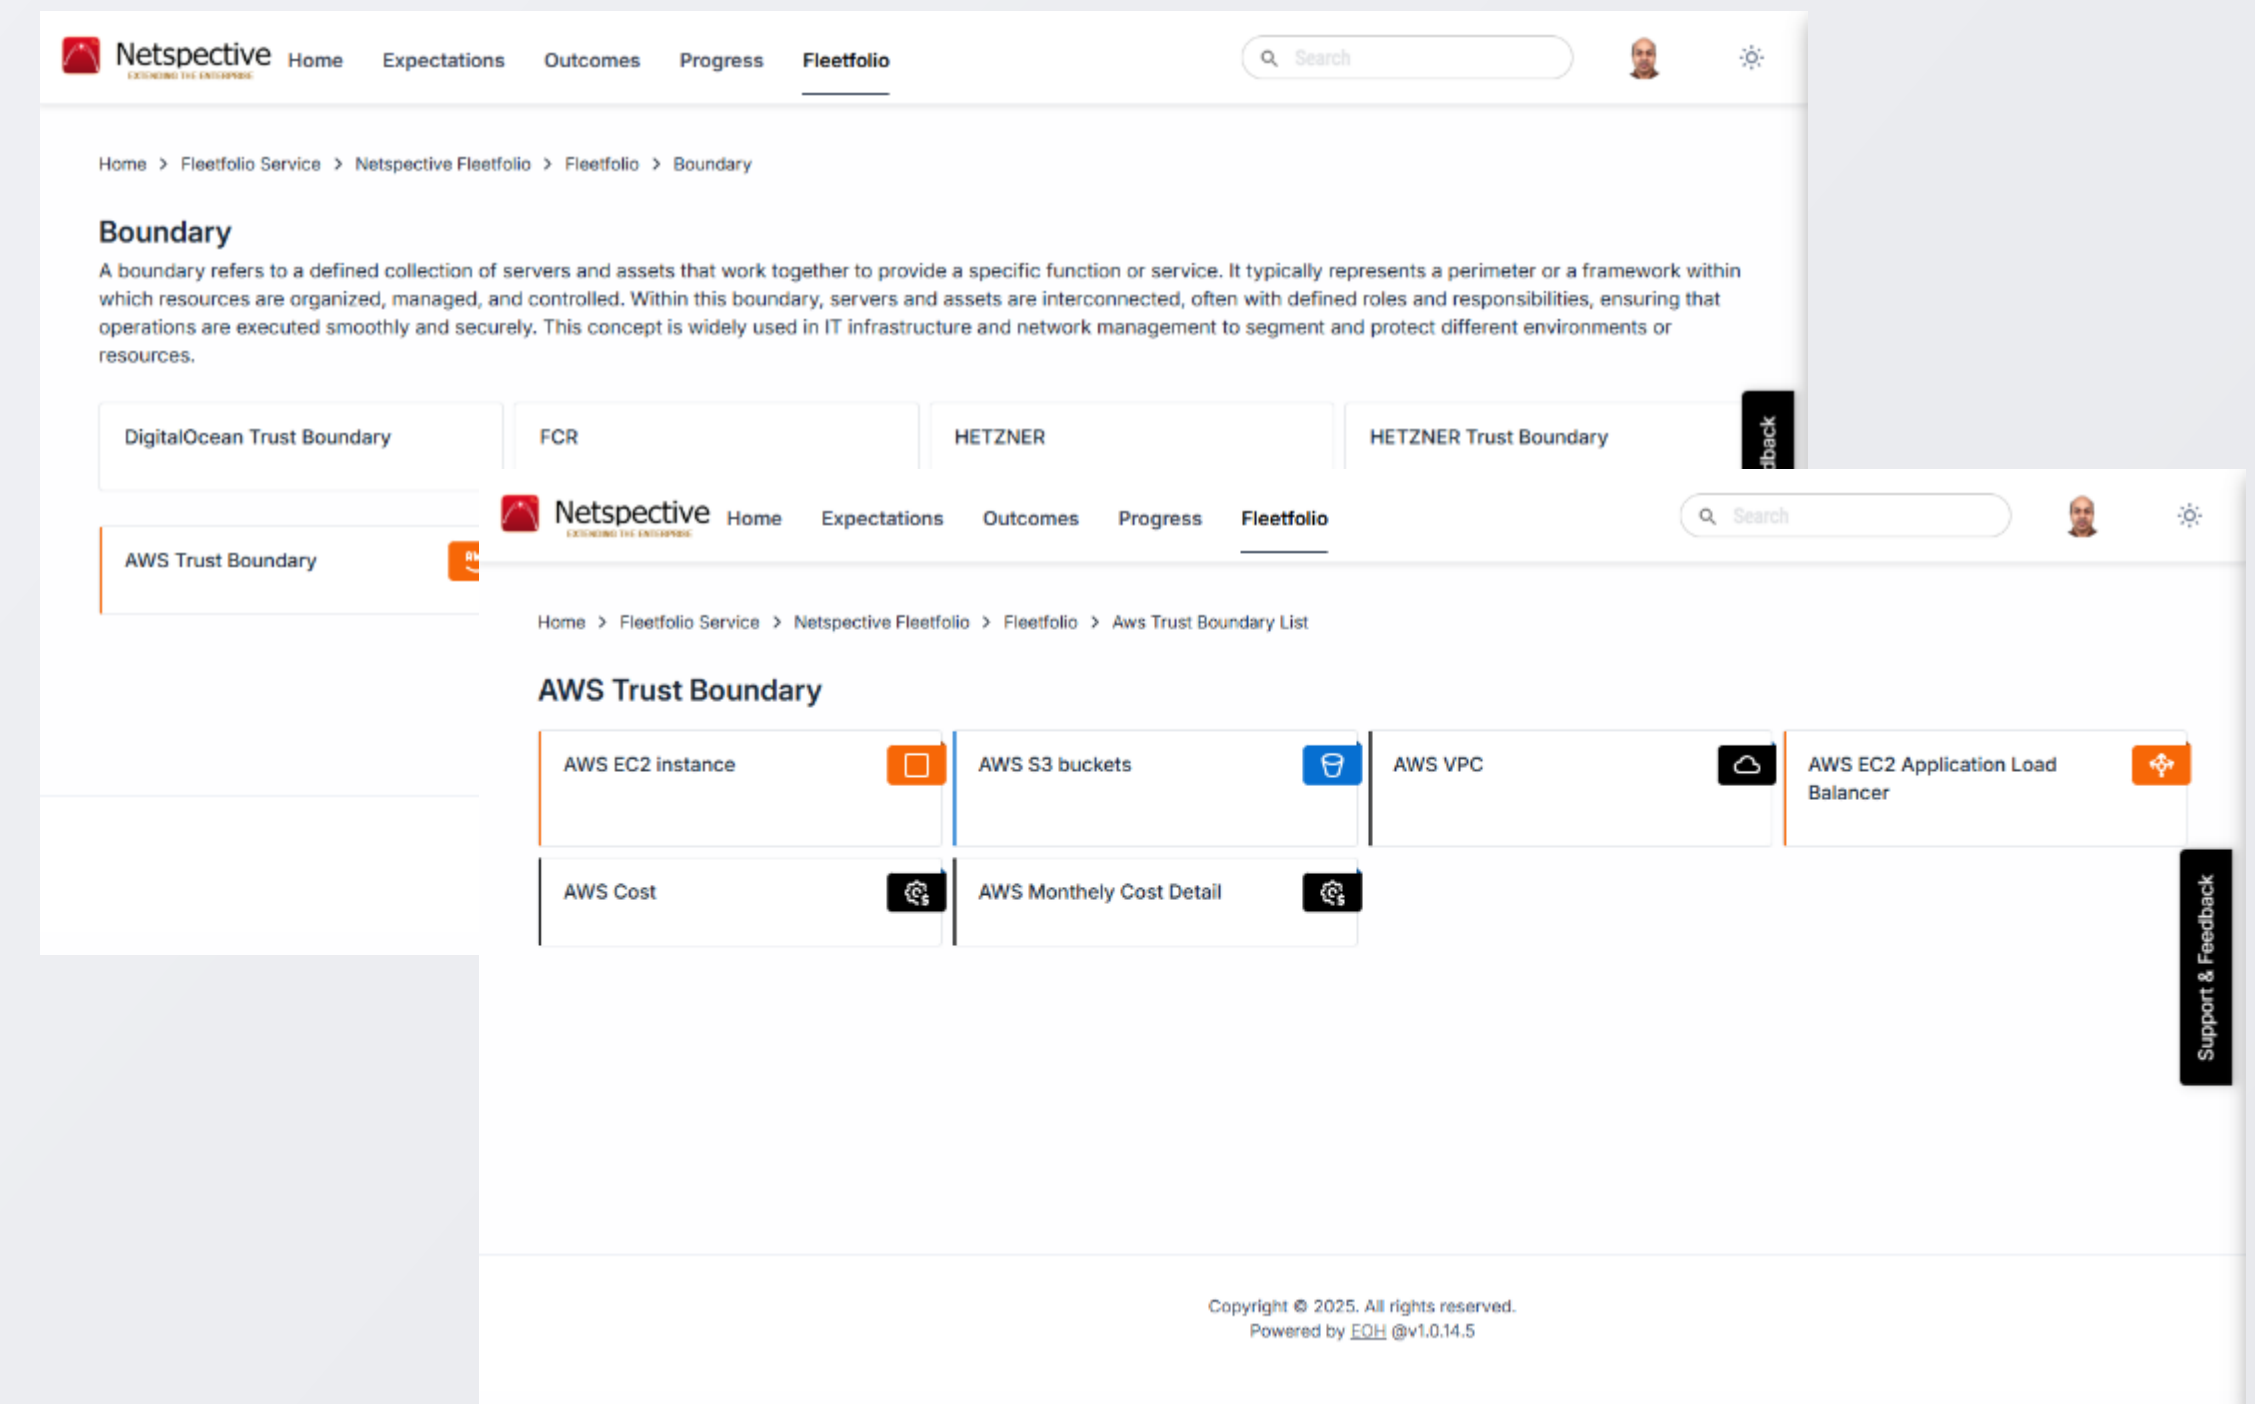 Netspective
EXTENDING THE ENTERPRISE
Home Expectations Outcomes Progress Fleetfolio
Search
Home > Fleetfolio Service > Netspective Fleetfolio > Fleetfolio > Boundary
Boundary
A boundary refers to a defined collection of servers and assets that work together to provide a specific function or service. It typically represents a perimeter or a framework within
which resources are organized, managed, and controlled. Within this boundary, servers and assets are interconnected, often with defined roles and responsibilities, ensuring that
operations are executed smoothly and securely. This concept is widely used in IT infrastructure and network management to segment and protect different environments or
resources.
DigitalOcean Trust Boundary
FCR
HETZNER
HETZNER Trust Boundary
dback
AWS Trust Boundary
Netspective
EXTENDING THE ENTERPRISE
Home Expectations Outcomes Progress Fleetfolio
Search
Home > Fleetfolio Service > Netspective Fleetfolio > Fleetfolio > Aws Trust Boundary List
AWS Trust Boundary
AWS EC2 instance
AWS S3 buckets
AWS VPC
AWS EC2 Application Load
Balancer
AWS Cost
AWS Monthely Cost Detail
Support & Feedback
Copyright © 2025. All rights reserved.
Powered by EOH @v1.0.14.5